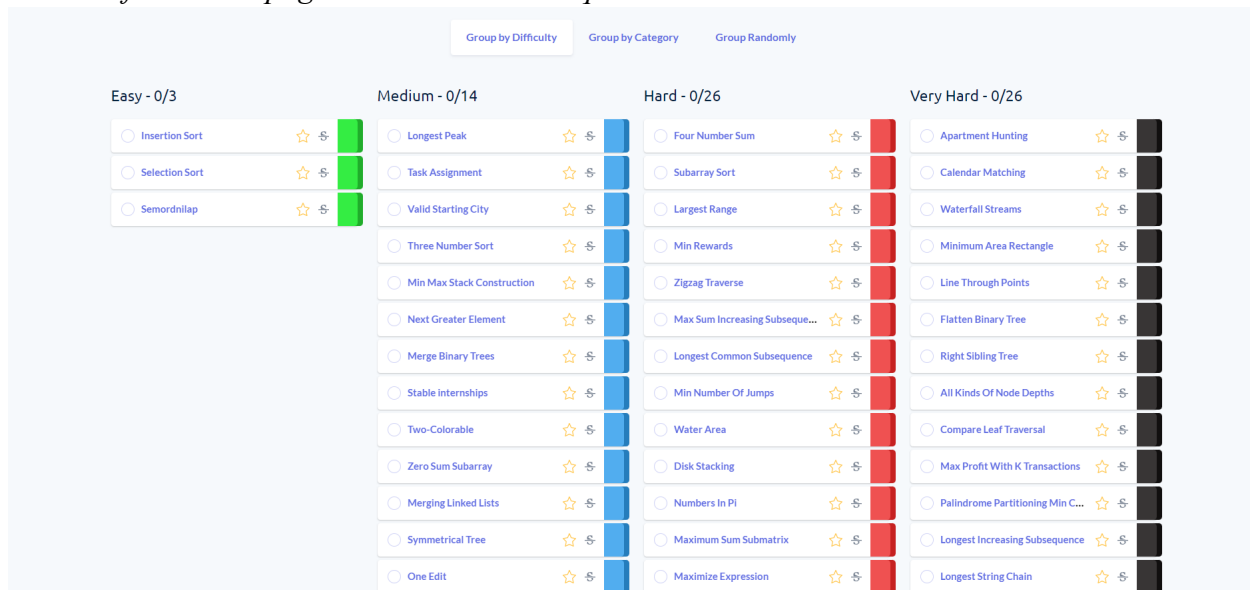 Group by Difficulty
Group by Category
Group Randomly
Easy - 0/3
Insertion Sort
Selection Sort
Semordnilap
Medium - 0/14
Longest Peak
Task Assignment
Valid Starting City
Three Number Sort
Min Max Stack Construction
Next Greater Element
Merge Binary Trees
Stable internships
Two-Colorable
Zero Sum Subarray
Merging Linked Lists
Symmetrical Tree
One Edit
Hard - 0/26
Four Number Sum
Subarray Sort
Largest Range
Min Rewards
Zigzag Traverse
Max Sum Increasing Subseque...
Longest Common Subsequence
Min Number Of Jumps
Water Area
Disk Stacking
Numbers In Pi
Maximum Sum Submatrix
Maximize Expression
Very Hard - 0/26
Apartment Hunting
Calendar Matching
Waterfall Streams
Minimum Area Rectangle
Line Through Points
Flatten Binary Tree
Right Sibling Tree
All Kinds Of Node Depths
Compare Leaf Traversal
Max Profit With K Transactions
Palindrome Partitioning Min C...
Longest Increasing Subsequence
Longest String Chain